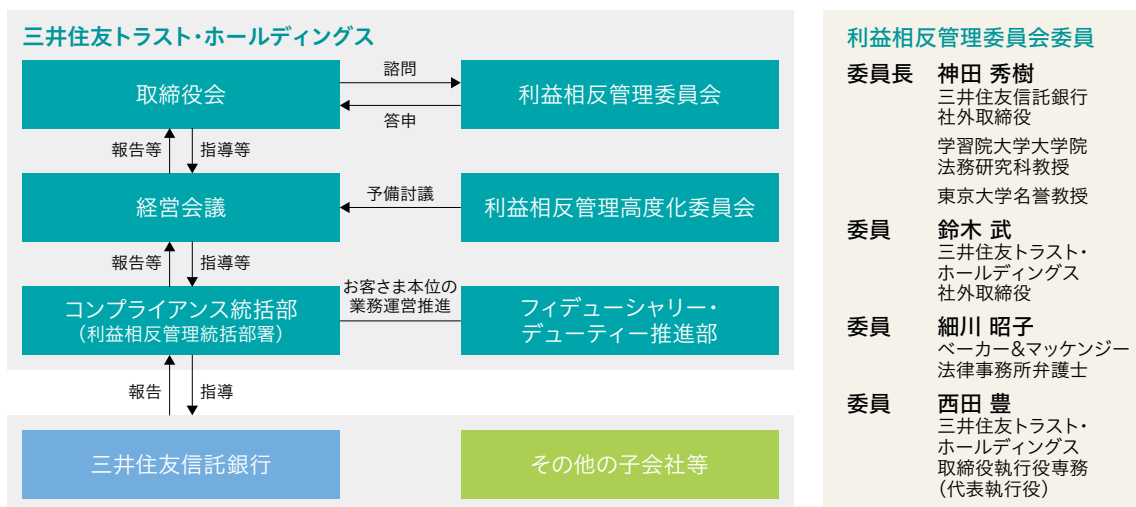 三井住友トラスト・ホールディングス
取締役会
諮問
答申
利益相反管理委員会
報告等
指導等
経営会議
予備討議
利益相反管理高度化委員会
報告等
指導等
コンプライアンス統括部
（利益相反管理統括部署）
お客さま本位の
業務運営推進
フィデューシャリー・
デューティー推進部
報告
指導
三井住友信託銀行
その他の子会社等
利益相反管理委員会委員
委員長 神田 秀樹
三井住友信託銀行
社外取締役
学習院大学大学院
法務研究科教授
東京大学名誉教授
委員 鈴木 武
三井住友トラスト・
ホールディングス
社外取締役
委員 細川 昭子
ベーカー&マッケンジー
法律事務所弁護士
委員 西田 豊
三井住友トラスト・
ホールディングス
取締役執行役専務
（代表執行役）